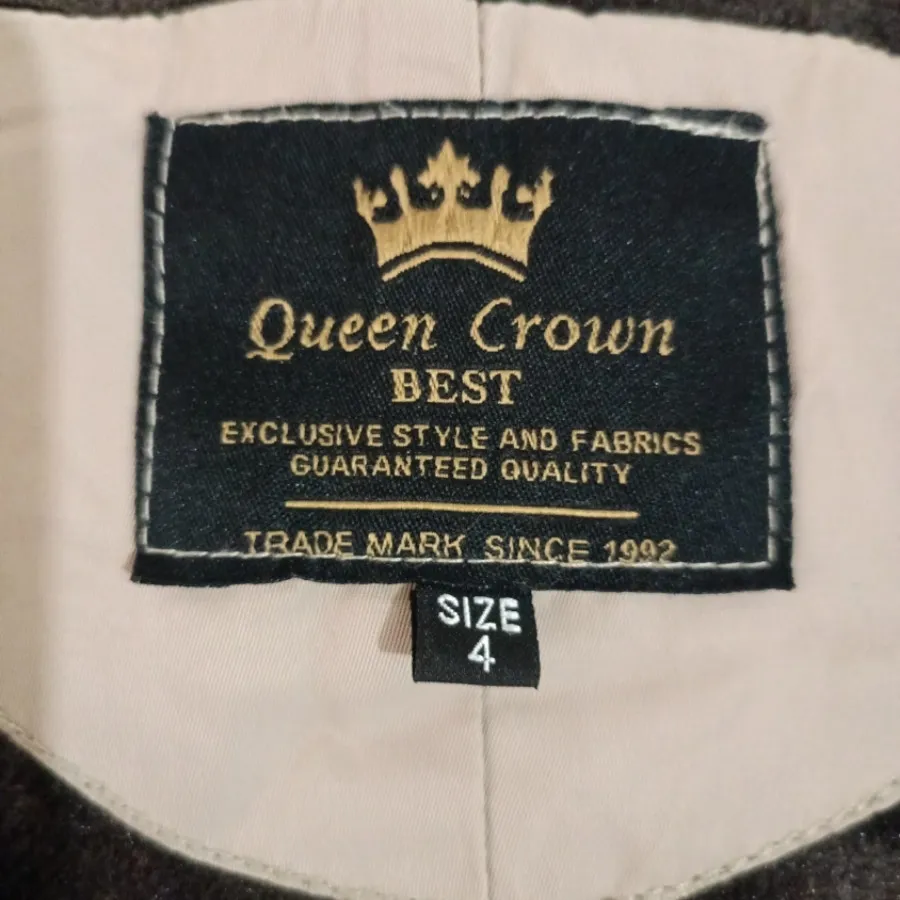 Queen Crown
BEST
EXCLUSIVE STYLE AND FABRICS
GUARANTEED QUALITY
TRADE MARK SINCE 1992
SIZE
4